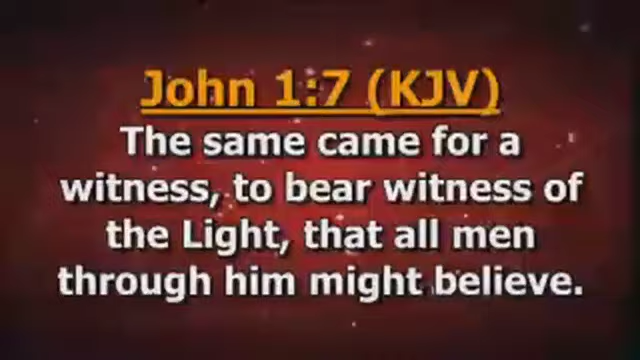 John 1:7 (KJV)
The same came for a
witness, to bear witness of
the Light, that all men
through him might believe.